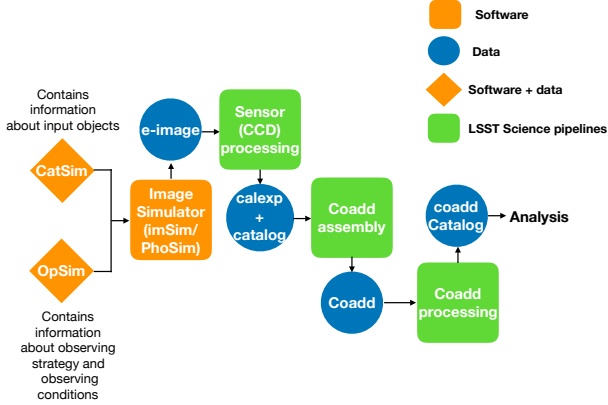 Software
Data
Software + data
LSST Science pipelines
Contains
information
about input objects
CatSim
OpSim
Contains
information
about observing
strategy and
observing
conditions
Image
Simulator
(imSim/
PhoSim)
e-image
Sensor
(CCD)
processing
calexp
+
catalog
Coadd
assembly
Coadd
Coadd
processing
coadd
Catalog
Analysis